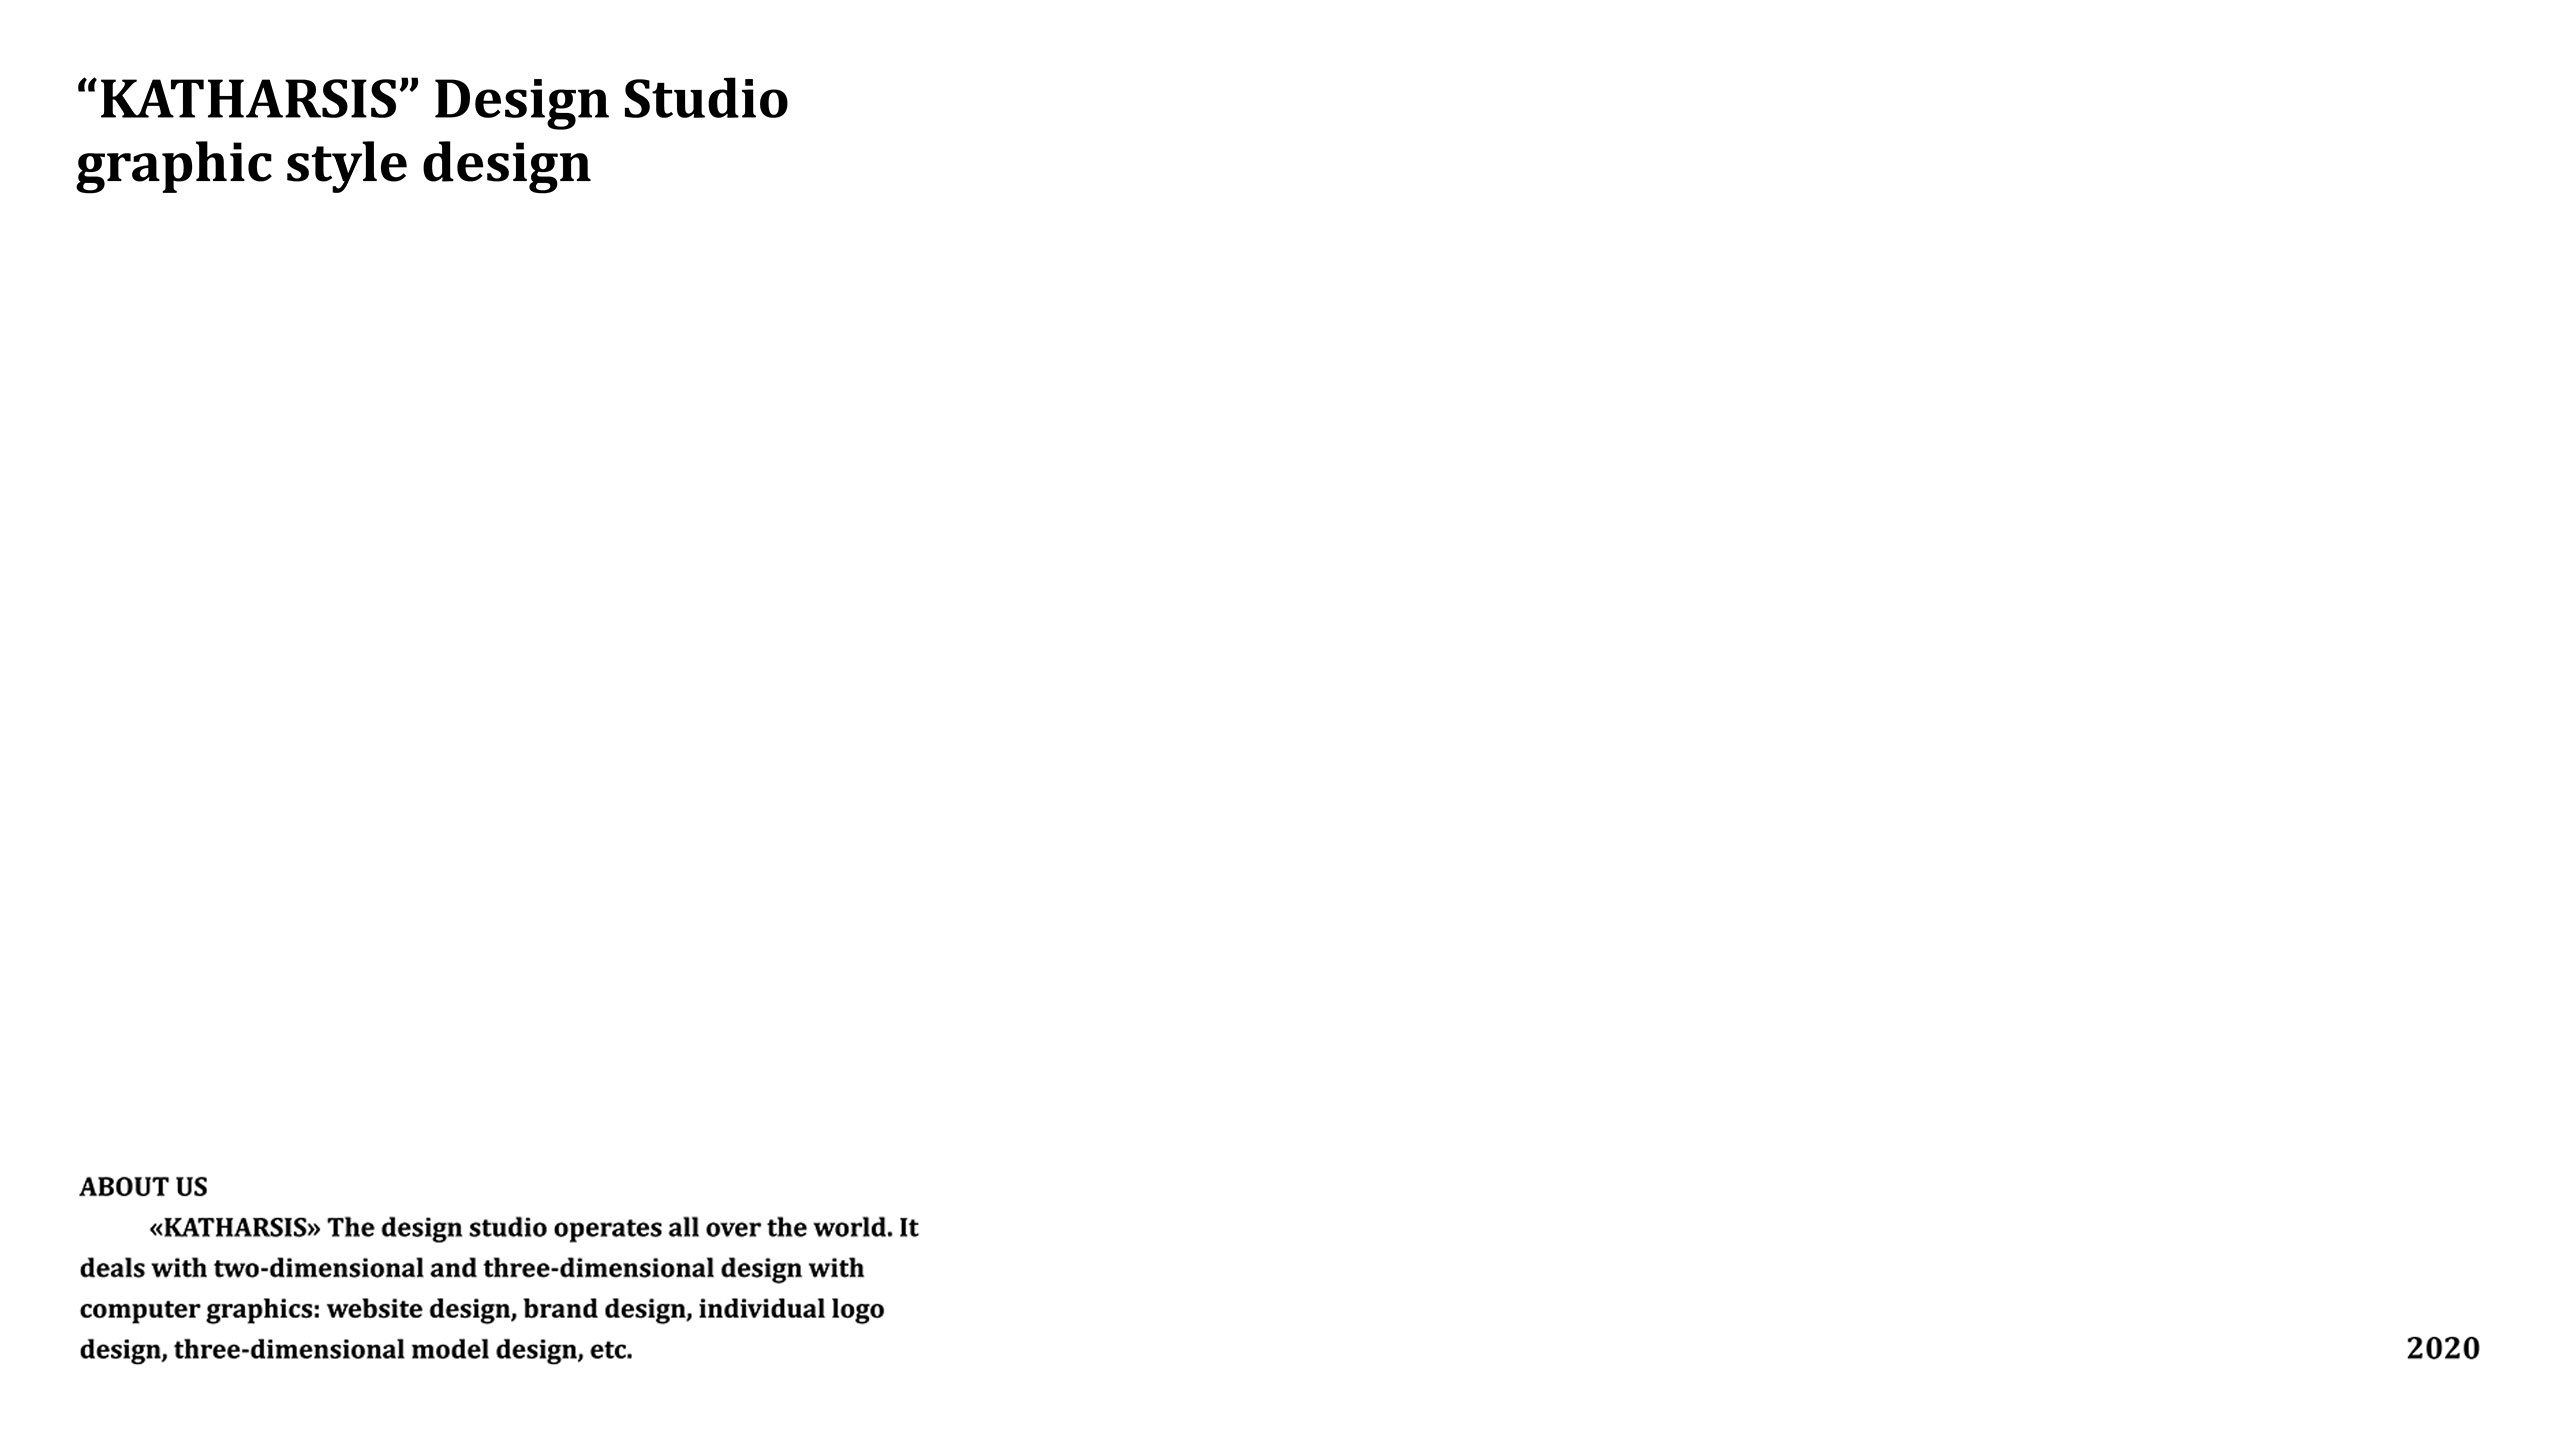 “KATHARSIS” Design Studio
graphic style design
ABOUT US
«KATHARSIS» The design studio operates all over the world. It
deals with two-dimensional and three-dimensional design with
computer graphics: website design, brand design, individual logo
design, three-dimensional model design, etc.
2020